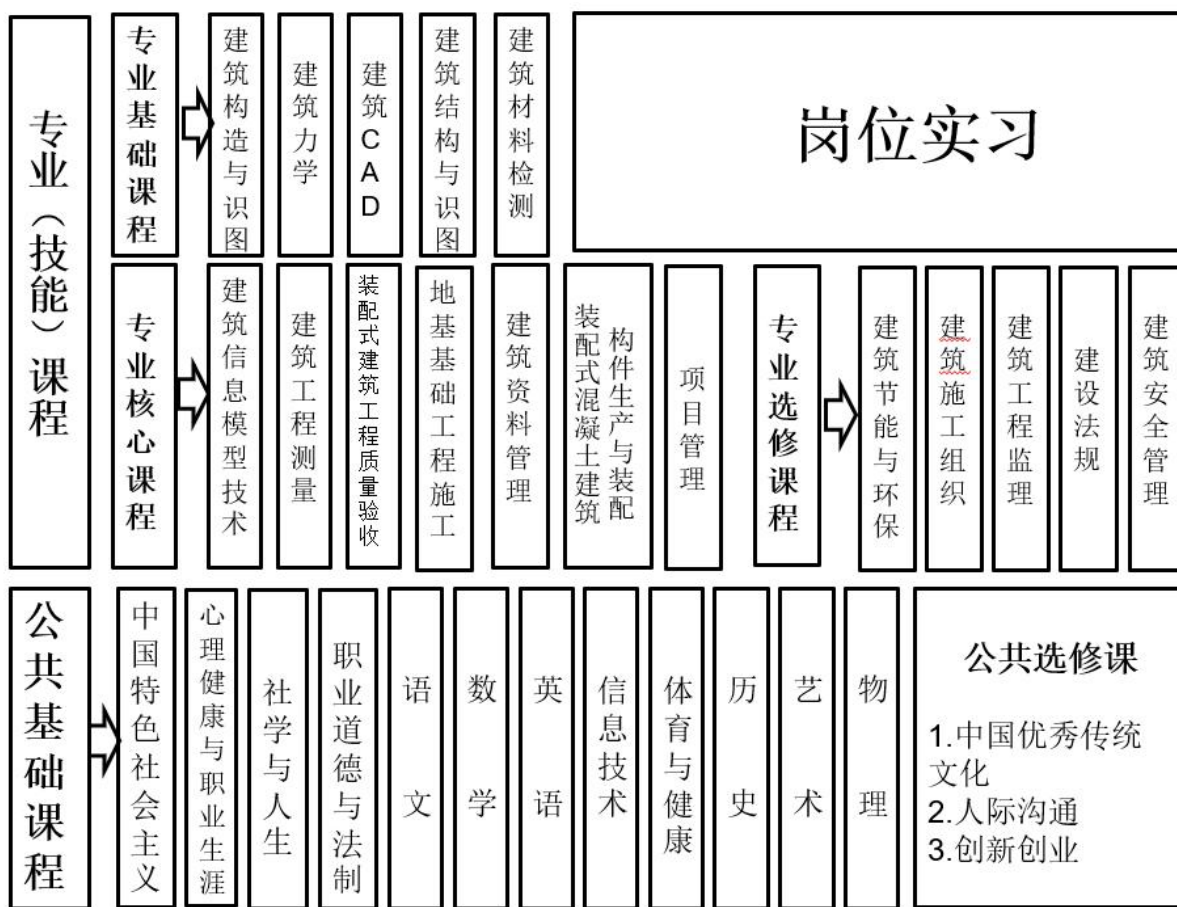 专业（技能）课程
专业基础课程
建筑构造与识图
建筑力学
建筑CAD
建筑结构与识图
建筑材料检测
岗位实习
专业核心课程
建筑信息模型技术
建筑工程测量
装配式建筑工程质量验收
地基基础工程施工
建筑资料管理
装配式混凝土建筑
构件生产与装配
项目管理
专业选修课程
建筑节能与环保
建筑施工组织
建筑工程监理
建设法规
建筑安全管理
公共基础课程
中国特色社会主义
心理健康与职业生涯
社学与人生
职业道德与法制
语文
数学
英语
信息技术
体育与健康
历史
艺术
物理
公共选修课
1.中国优秀传统
文化
2.人际沟通
3.创新创业